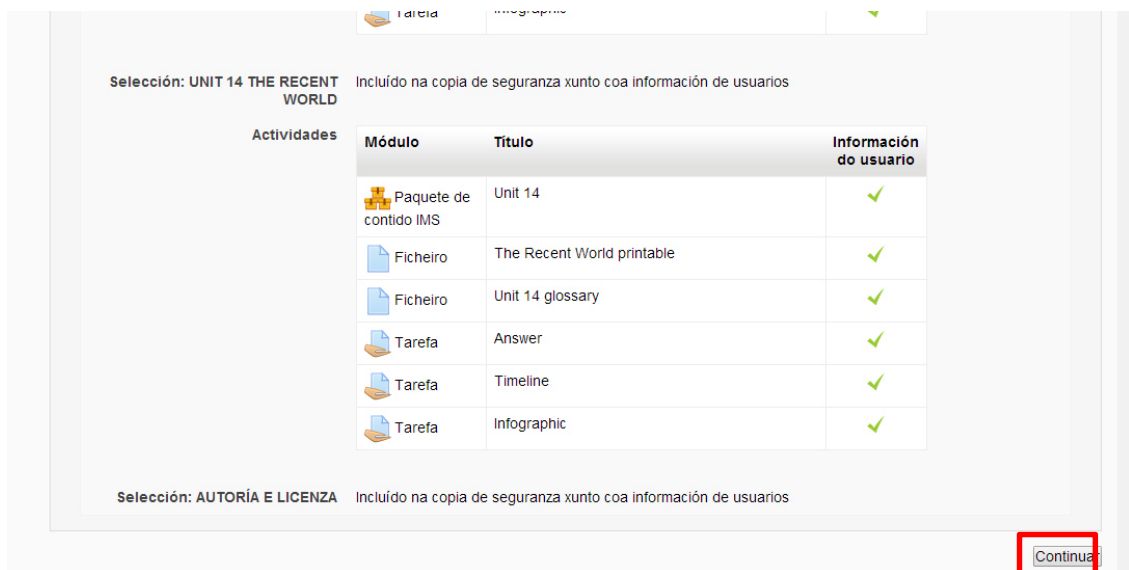 Selección: UNIT 14 THE RECENT WORLD
Incluído na copia de seguranza xunto coa información de usuarios
Actividades
Módulo Título Información do usuario
Paquete de contido IMS Unit 14
Ficheiro The Recent World printable
Ficheiro Unit 14 glossary
Tarefa Answer
Tarefa Timeline
Tarefa Infographic
Selección: AUTORÍA E LICENZA Incluído na copia de seguranza xunto coa información de usuarios
Continuar